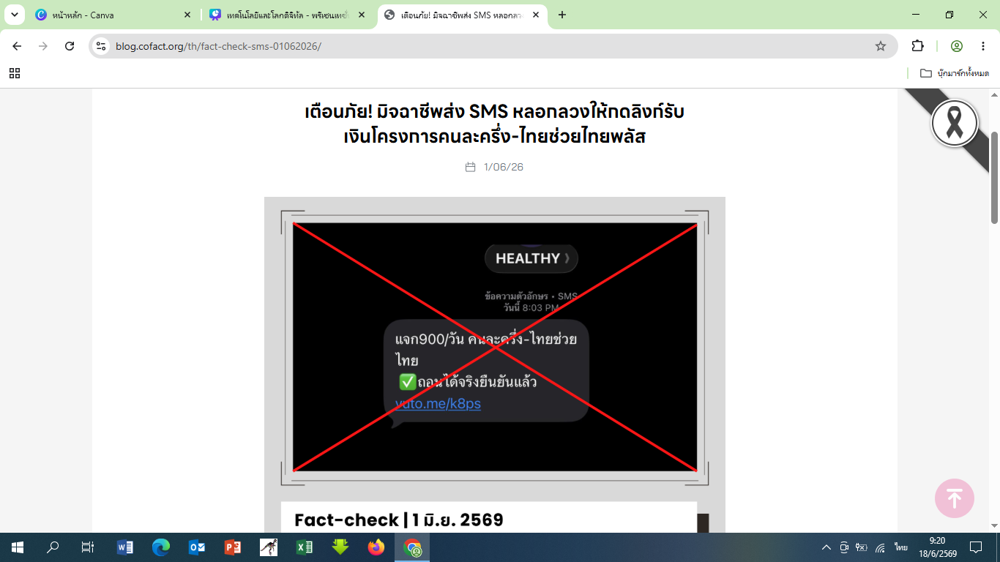 หน้าหลัก - Canva
เทคโนโลยีและโลกดิจิทัล - พรีเซนเทชั
เตือนภัย! มิจฉาชีพส่ง SMS หลอกลวง
blog.cofact.org/th/fact-check-sms-01062026/
บุ๊กมาร์กทั้งหมด
เตือนภัย! มิจฉาชีพส่ง SMS หลอกลวงให้กดลิงก์รับ
เงินโครงการคนละครึ่ง-ไทยช่วยไทยพลัส
1/06/26
HEALTHY
ข้อความตัวอักษร • SMS
วันนี้ 8:03 PM
แจก900/วัน คนละครึ่ง-ไทยช่วย
ไทย
✅ถอนได้จริงยืนยันแล้ว
yuto.me/k8ps
Fact-check | 1 มิ.ย. 2569
ไทย
9:20
18/6/2569